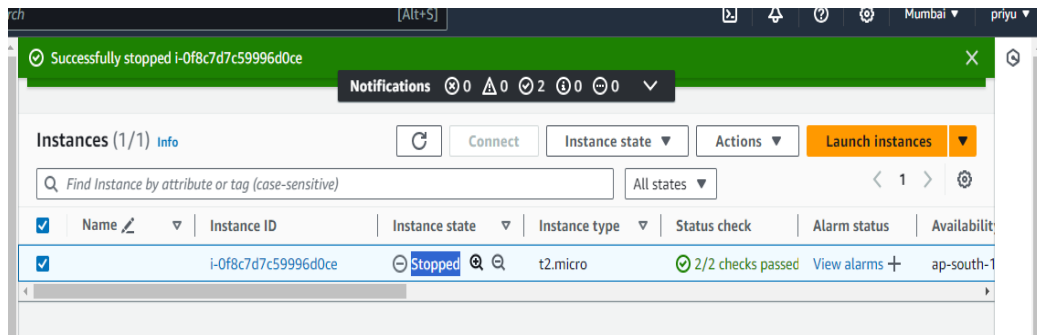 rch [Alt+S] Mumbai priyu
Successfully stopped i-0f8c7d7c59996d0ce
Notifications 0 0 2 0 0
Instances (1/1) Info Connect Instance state Actions Launch instances
Find Instance by attribute or tag (case-sensitive) All states 1
Name Instance ID Instance state Instance type Status check Alarm status Availabilit
i-0f8c7d7c59996d0ce Stopped t2.micro 2/2 checks passed View alarms + ap-south-1